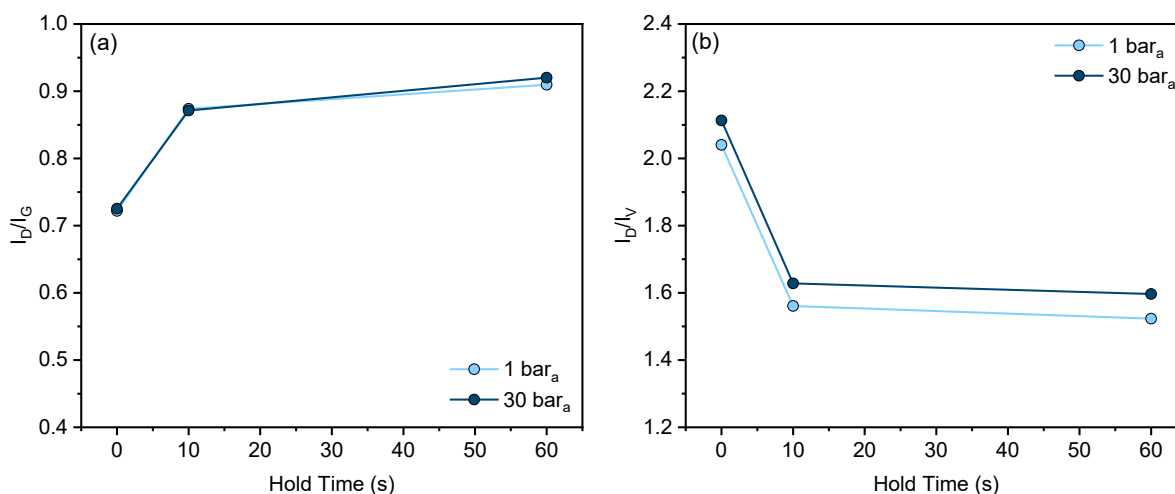 (a)
1.0
0.9
0.8
0.7
0.6
0.5
0.4
I_D/I_G
0 10 20 30 40 50 60
Hold Time (s)
1 bar_a
30 bar_a
(b)
2.4
2.2
2.0
1.8
1.6
1.4
1.2
I_D/I_V
0 10 20 30 40 50 60
Hold Time (s)
1 bar_a
30 bar_a